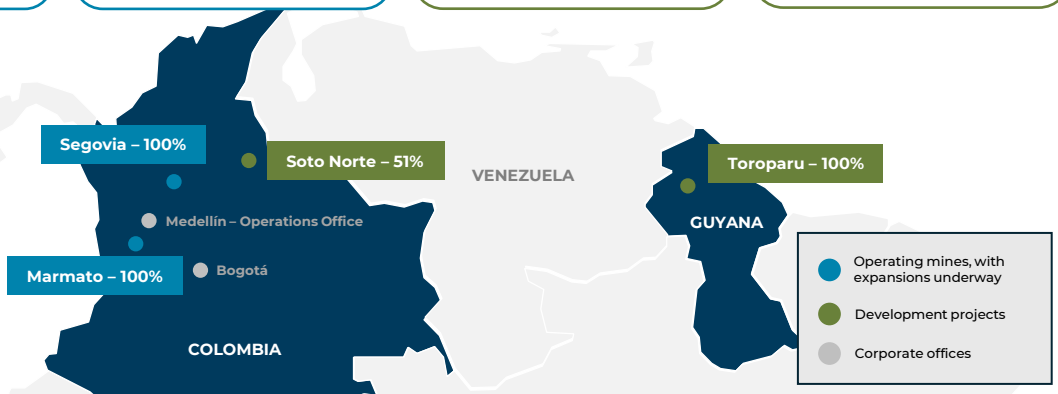 Segovia – 100%
Soto Norte – 51%
Toroparu – 100%
VENEZUELA
Medellín – Operations Office
GUYANA
Marmato – 100%
Bogotá
COLOMBIA
Operating mines, with
expansions underway
Development projects
Corporate offices